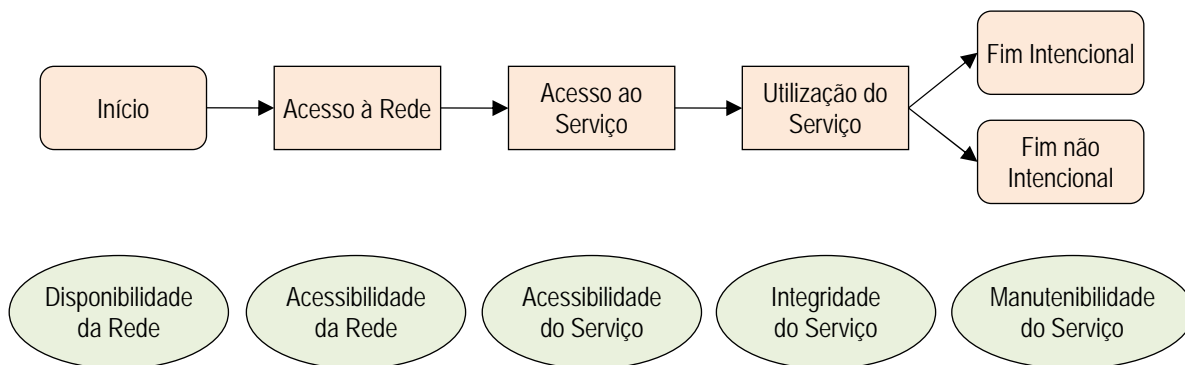 Início
Acesso à Rede
Acesso ao
Serviço
Utilização do
Serviço
Fim Intencional
Fim não
Intencional
Disponibilidade
da Rede
Acessibilidade
da Rede
Acessibilidade
do Serviço
Integridade
do Serviço
Manutenibilidade
do Serviço